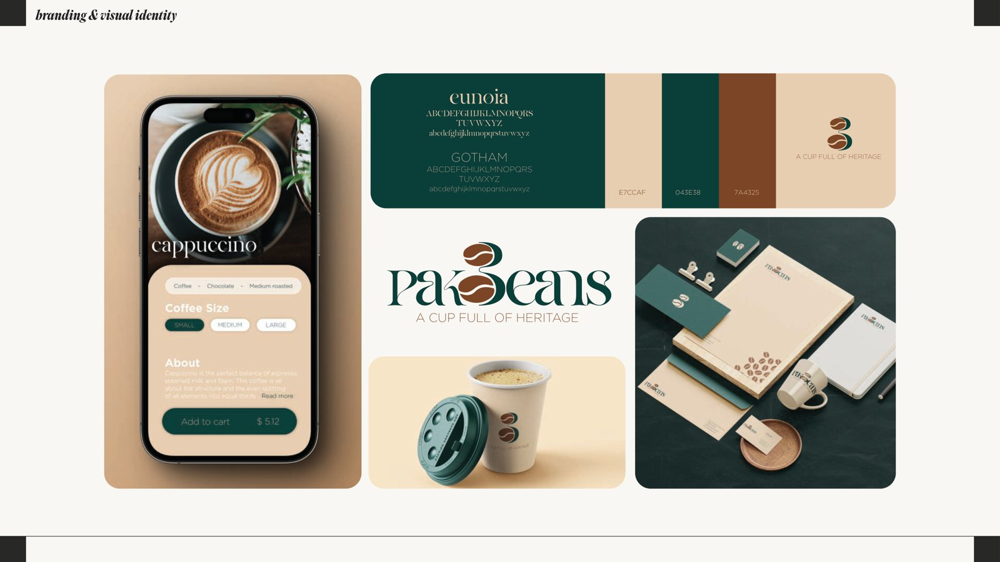 branding & visual identity
cappuccino
Coffee - Chocolate - Medium roasted
Coffee Size
SMALL MEDIUM LARGE
About
Cappiccino is the perfect balance of espresso
steamed milk and foam. This coffee is all
about the structure and the even splitting
of all elements into equal thirds ...Read more
Add to cart $ 5.12
eunoia
ABCDEFGHIJKLMNOPQRS
TUVWXYZ
abcdefghijklmnopqrstuvwxyz
GOTHAM
ABCDEFGHIJKLMNOPQRS
TUVWXYZ
abcdefghijklmnopqrstuvwxyz
E7CCAF
043E38
7A4325
A CUP FULL OF HERITAGE
PakBeans
A CUP FULL OF HERITAGE
CUP FULL OF HERITAGE
PakBeans
PakBeans
PakBeans
PakBeans
PakBeans